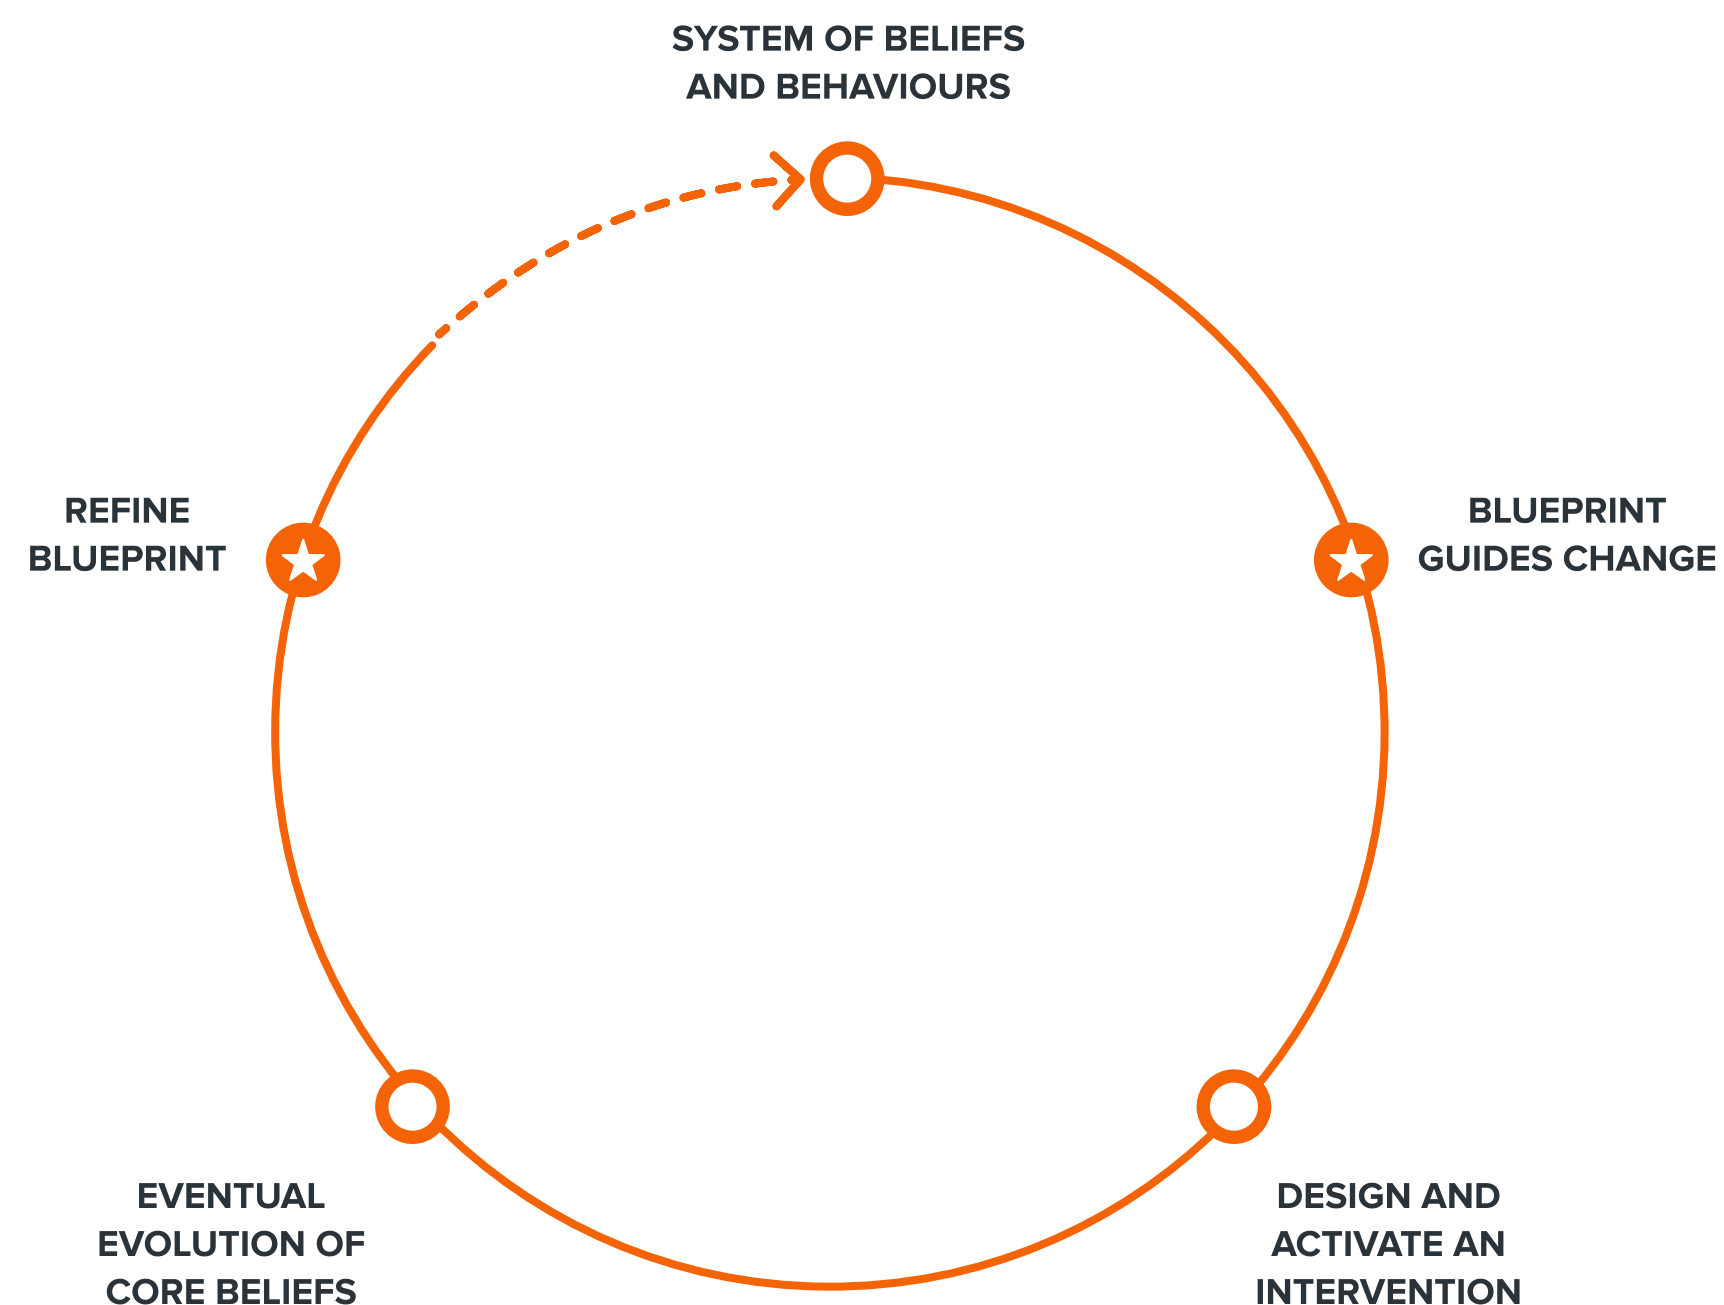 SYSTEM OF BELIEFS
AND BEHAVIOURS
BLUEPRINT
GUIDES CHANGE
DESIGN AND
ACTIVATE AN
INTERVENTION
EVENTUAL
EVOLUTION OF
CORE BELIEFS
REFINE
BLUEPRINT